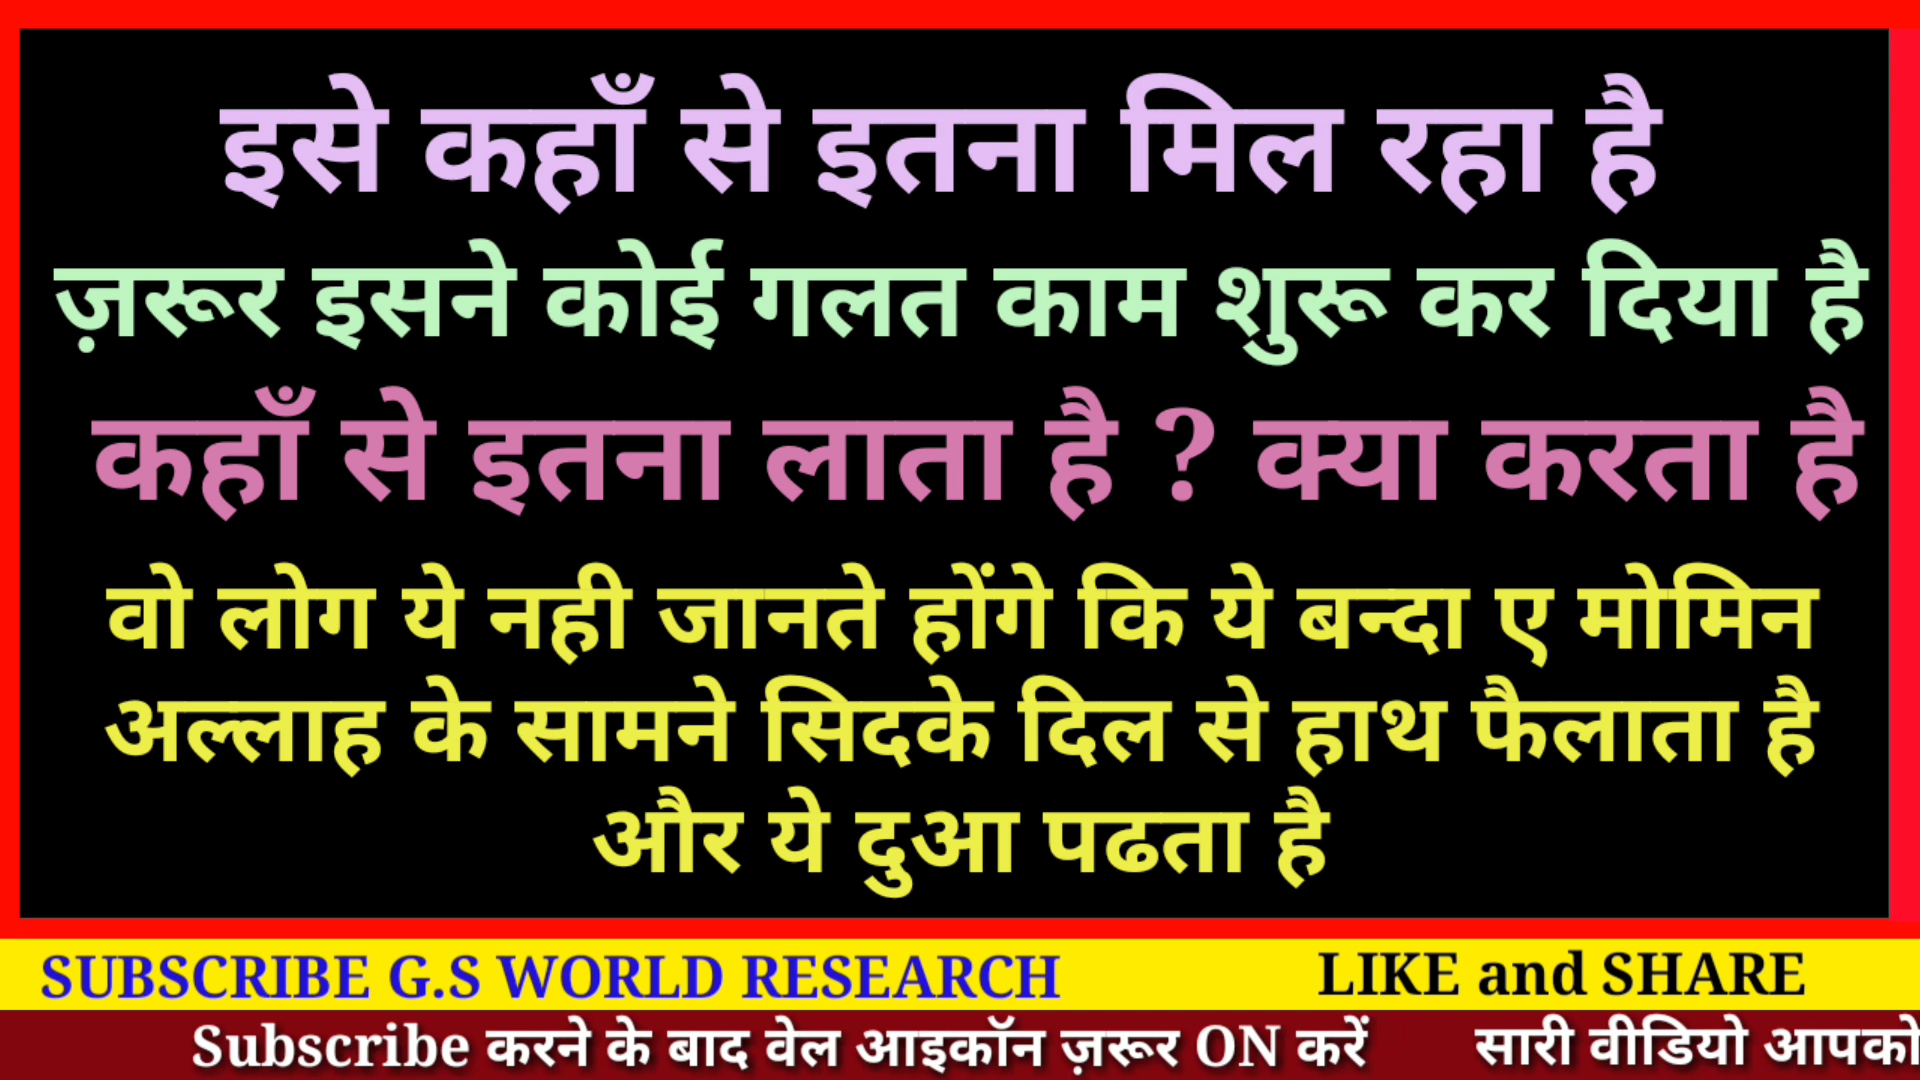 इसे कहाँ से इतना मिल रहा है
ज़रूर इसने कोई गलत काम शुरू कर दिया है
कहाँ से इतना लाता है ? क्या करता है
वो लोग ये नही जानते होंगे कि ये बन्दा ए मोमिन
अल्लाह के सामने सिदके दिल से हाथ फैलाता है
और ये दुआ पढता है
SUBSCRIBE G.S WORLD RESEARCH LIKE and SHARE
Subscribe करने के बाद वेल आइकॉन ज़रूर ON करें सारी वीडियो आपको